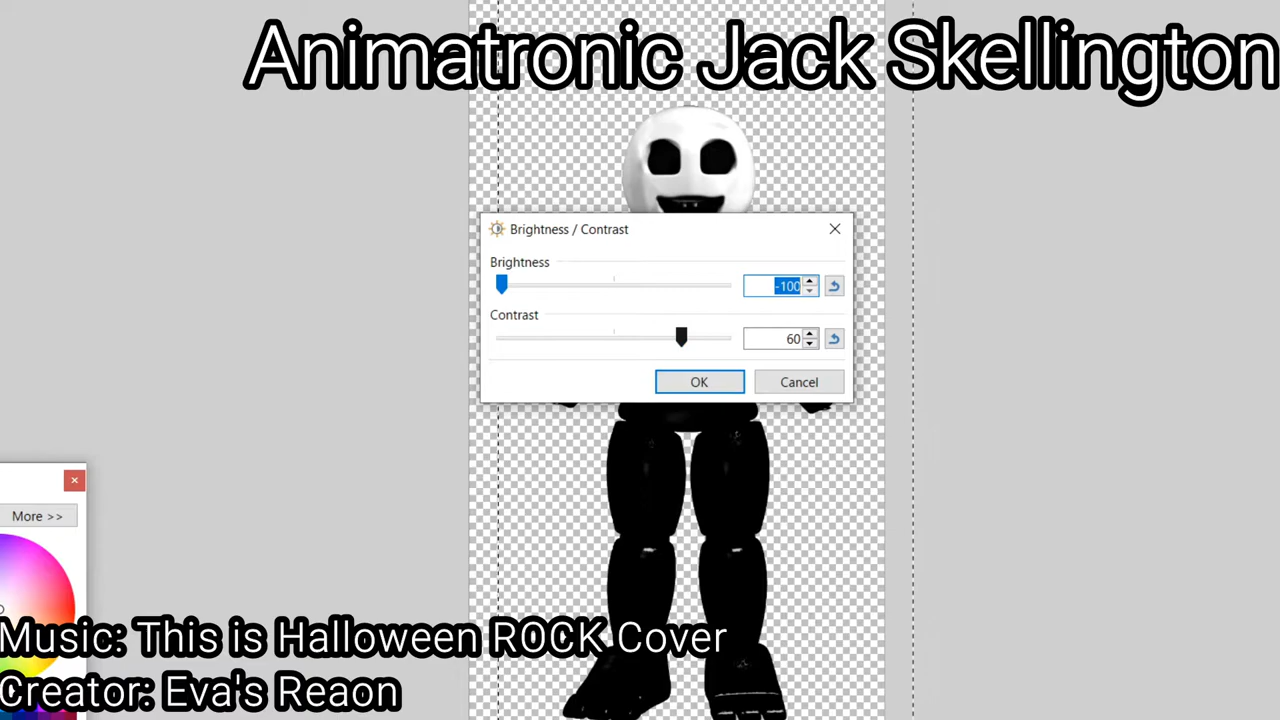 Animatronic Jack Skellington
Brightness / Contrast
Brightness
-100
Contrast
60
OK
Cancel
More >>
Music: This is Halloween ROCK Cover
Creator: Eva's Reaon